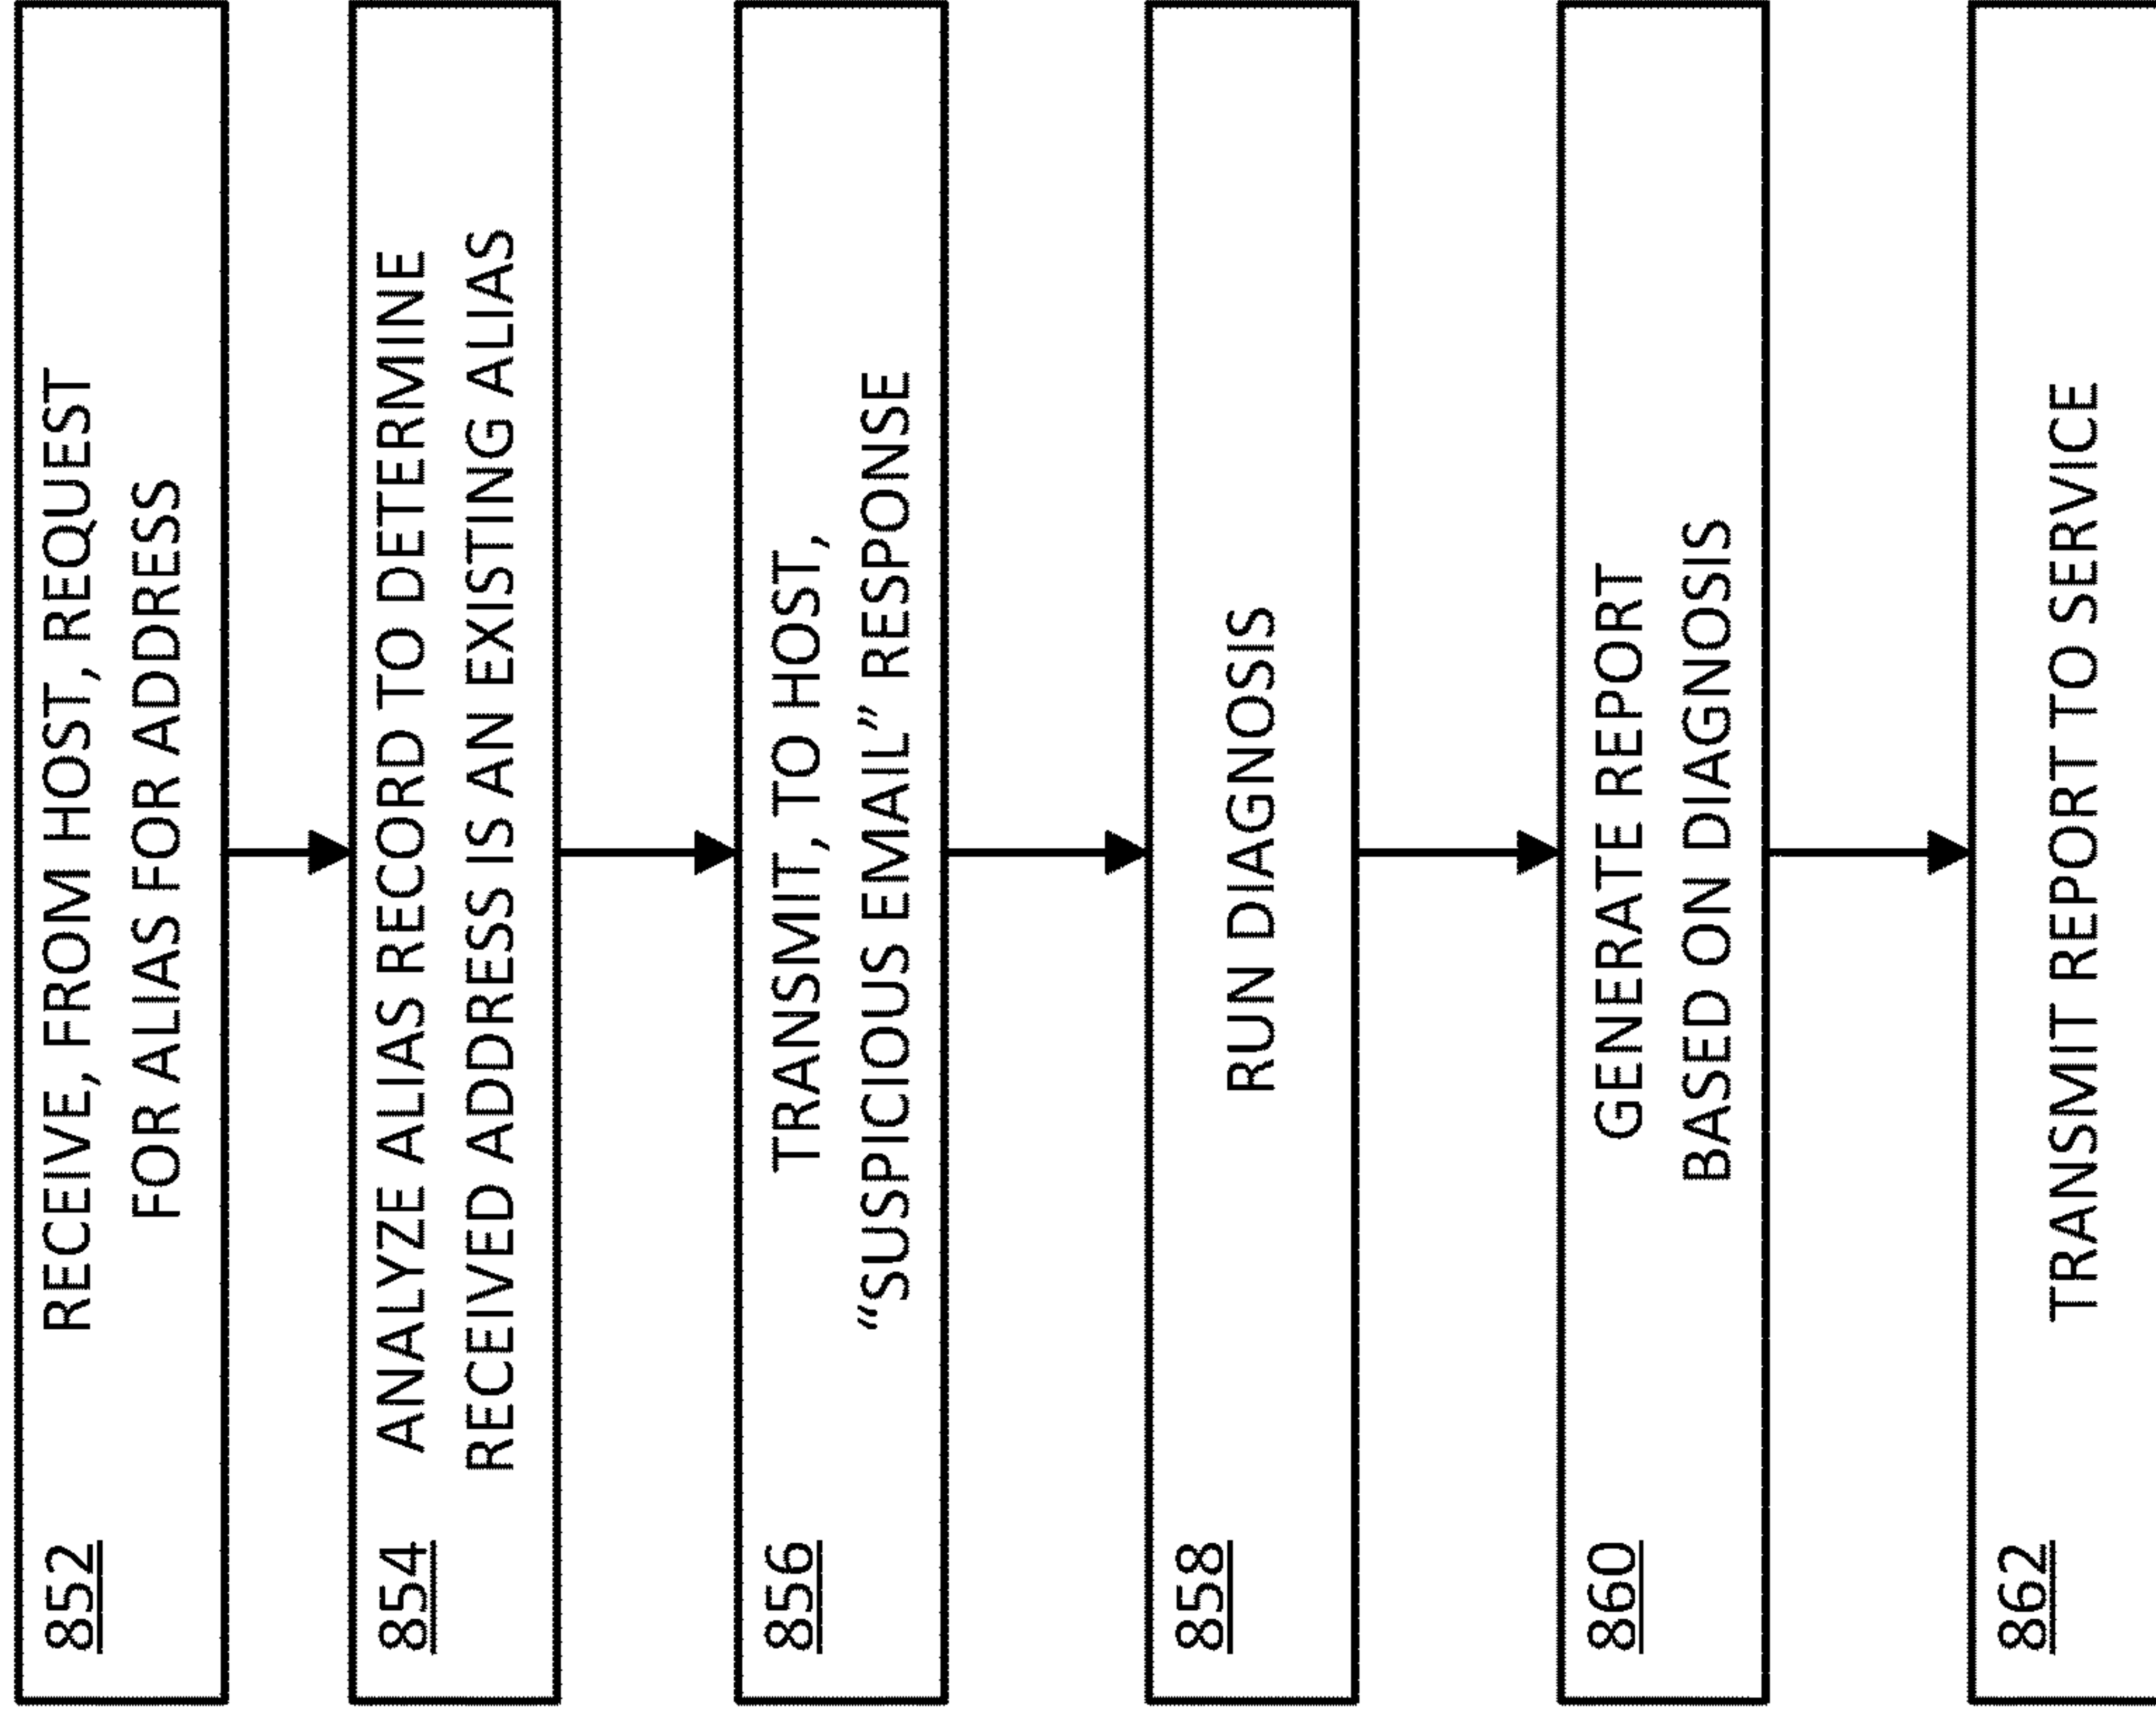 852
RECEIVE, FROM HOST, REQUEST
FOR ALIAS FOR ADDRESS
854
ANALYZE ALIAS RECORD TO DETERMINE
RECEIVED ADDRESS IS AN EXISTING ALIAS
856
TRANSMIT, TO HOST,
“SUSPICIOUS EMAIL” RESPONSE
858
RUN DIAGNOSIS
860
GENERATE REPORT
BASED ON DIAGNOSIS
862
TRANSMIT REPORT TO SERVICE